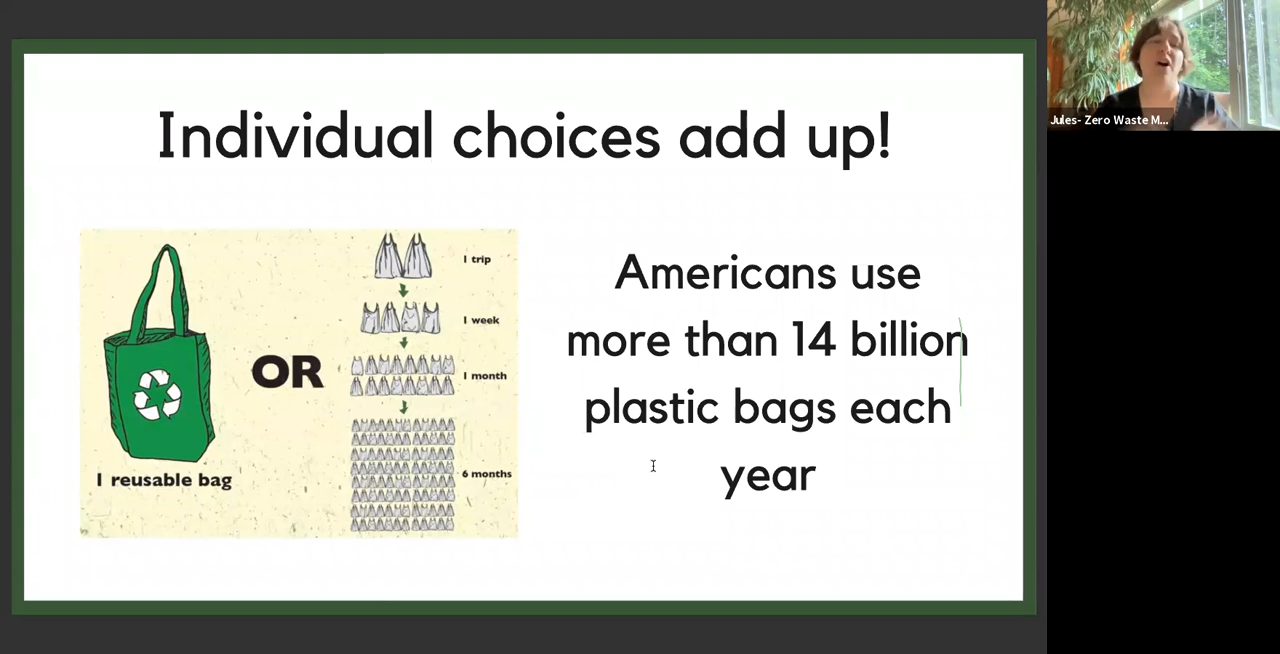 Individual choices add up!
1 trip
1 week
OR
1 month
6 months
1 reusable bag
Americans use
more than 14 billion
plastic bags each
year
Jules- Zero Waste M...